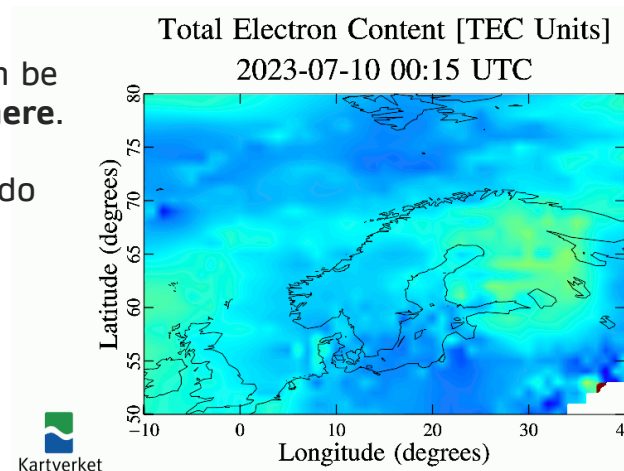 Total Electron Content [TEC Units]
2023-07-10 00:15 UTC
be
do
Latitude (degrees)
80
75
70
65
60
55
50
−10 0 10 20 30 40
Longitude (degrees)
Kartverket